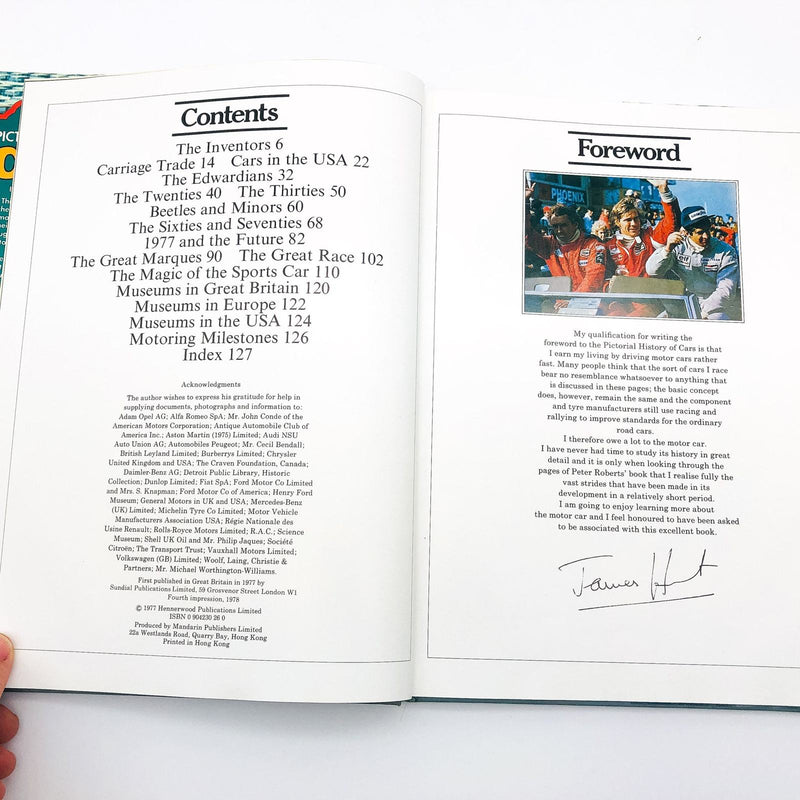 Contents
The Inventors 6
Carriage Trade 14 Cars in the USA 22
The Edwardians 32
The Twenties 40 The Thirties 50
Beetles and Minors 60
The Sixties and Seventies 68
1977 and the Future 82
The Great Marques 90 The Great Race 102
The Magic of the Sports Car 110
Museums in Great Britain 120
Museums in Europe 122
Museums in the USA 124
Motoring Milestones 126
Index 127
Acknowledgments
The author wishes to express his gratitude for help in
supplying documents, photographs and information to:
Adam Opel AG; Alfa Romeo SpA; Mr. John Conde of the
American Motors Corporation; Antique Automobile Club of
America Inc.; Aston Martin (1975) Limited; Audi NSU
Auto Union AG; Automobiles Peugeot; Mr. Cecil Bendall;
British Leyland Limited; Burberrys Limited; Chrysler
United Kingdom and USA; The Craven Foundation, Canada;
Daimler-Benz AG; Detroit Public Library, Historic
Collection; Dunlop Limited; Fiat SpA; Ford Motor Co Limited
and Mrs. S. Knapman; Ford Motor Co of America; Henry Ford
Museum; General Motors in UK and USA; Mercedes-Benz
(UK) Limited; Michelin Tyre Co Limited; Motor Vehicle
Manufacturers Association USA; Régie Nationale des
Usine Renault; Rolls-Royce Motors Limited; R.A.C.; Science
Museum; Shell UK Oil and Mr. Philip Jaques; Société
Citroën; The Transport Trust; Vauxhall Motors Limited;
Volkswagen (GB) Limited; Woolf, Laing, Christie &
Partners; Mr. Michael Worthington-Williams.
First published in Great Britain in 1977 by
Sundial Publications Limited, 59 Grosvenor Street London W1
Fourth impression, 1978
© 1977 Hennerwood Publications Limited
ISBN 0 904230 26 0
Produced by Mandarin Publishers Limited
22a Westlands Road, Quarry Bay, Hong Kong
Printed in Hong Kong
Foreword
PHOENIX
My qualification for writing the
foreword to the Pictorial History of Cars is that
I earn my living by driving motor cars rather
fast. Many people think that the sort of cars I race
bear no resemblance whatsoever to anything that
is discussed in these pages; the basic concept
does, however, remain the same and the component
and tyre manufacturers still use racing and
rallying to improve standards for the ordinary
road cars.
I therefore owe a lot to the motor car.
I have never had time to study its history in great
detail and it is only when looking through the
pages of Peter Roberts' book that I realise fully the
vast strides that have been made in its
development in a relatively short period.
I am going to enjoy learning more about
the motor car and I feel honoured to have been asked
to be associated with this excellent book.
James Hunt